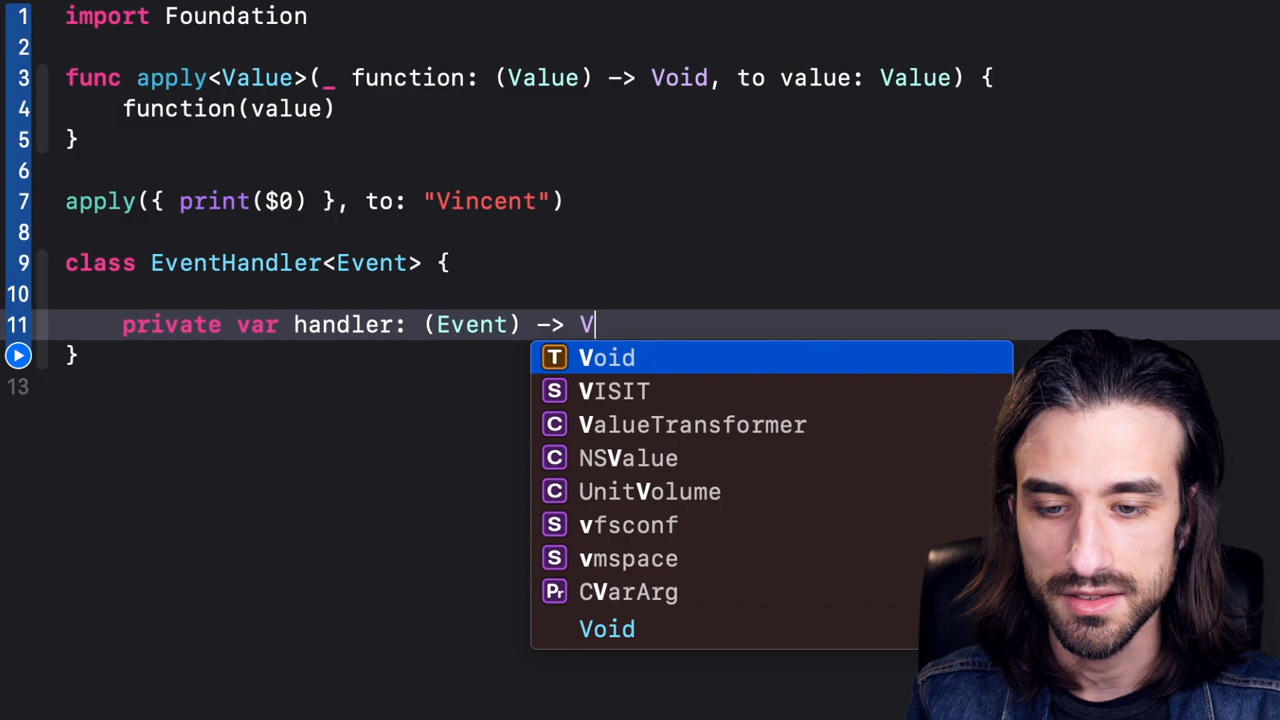 1 import Foundation
2
3 func apply<Value>(_ function: (Value) -> Void, to value: Value) {
4 function(value)
5 }
6
7 apply({ print($0) }, to: "Vincent")
8
9 class EventHandler<Event> {
10
11 private var handler: (Event) -> V
}
13
T Void
S VISIT
C ValueTransformer
C NSValue
C UnitVolume
S vfsconf
S vmspace
Pr CVarArg
Void